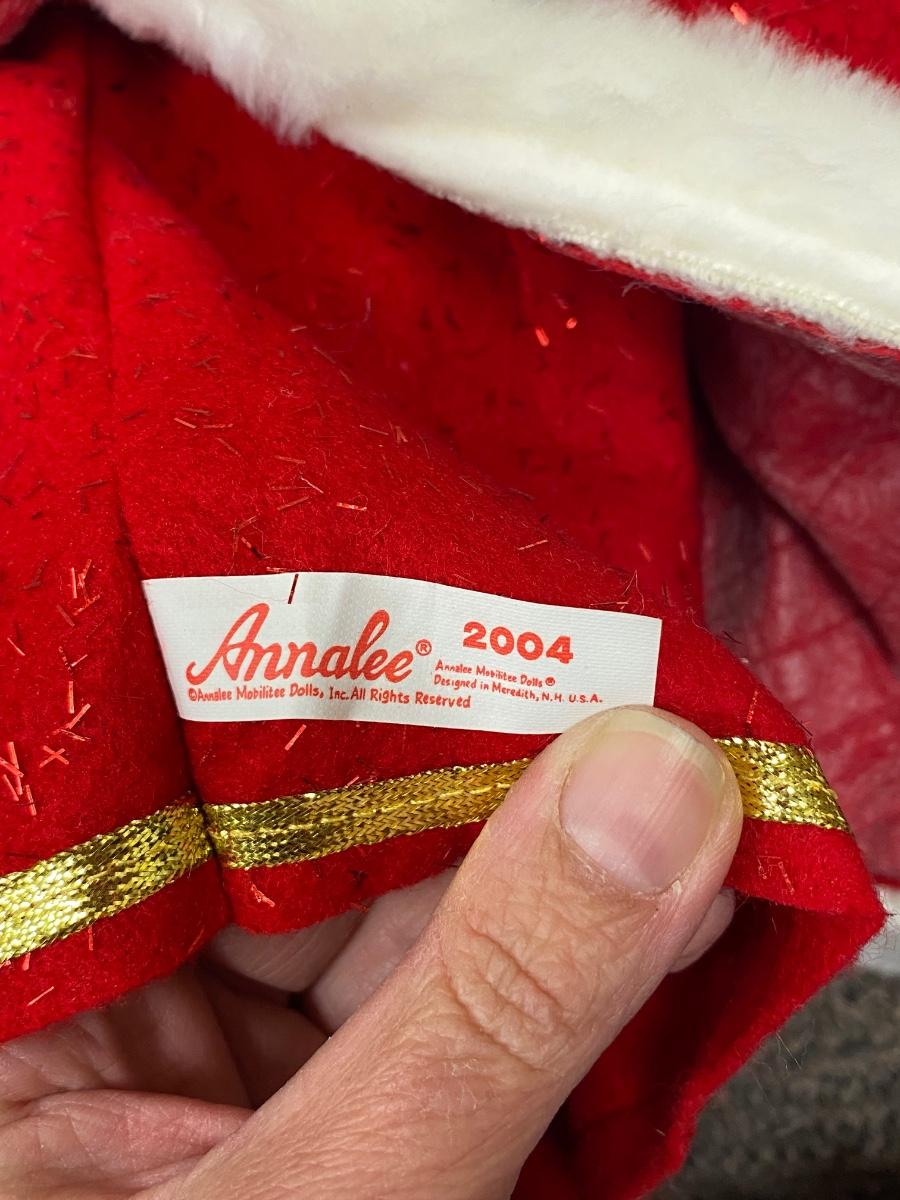 Annalee® 2004
Annalee Mobilitee Dolls ®
Designed in Meredith, N.H. U.S.A.
©Annalee Mobilitee Dolls, Inc. All Rights Reserved